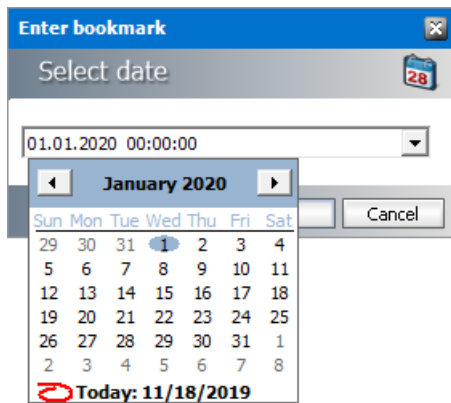 Enter bookmark
Select date
28
01.01.2020 00:00:00
January 2020
Cancel
Sun Mon Tue Wed Thu Fri Sat
29 30 31 1 2 3 4
5 6 7 8 9 10 11
12 13 14 15 16 17 18
19 20 21 22 23 24 25
26 27 28 29 30 31 1
2 3 4 5 6 7 8
Today: 11/18/2019